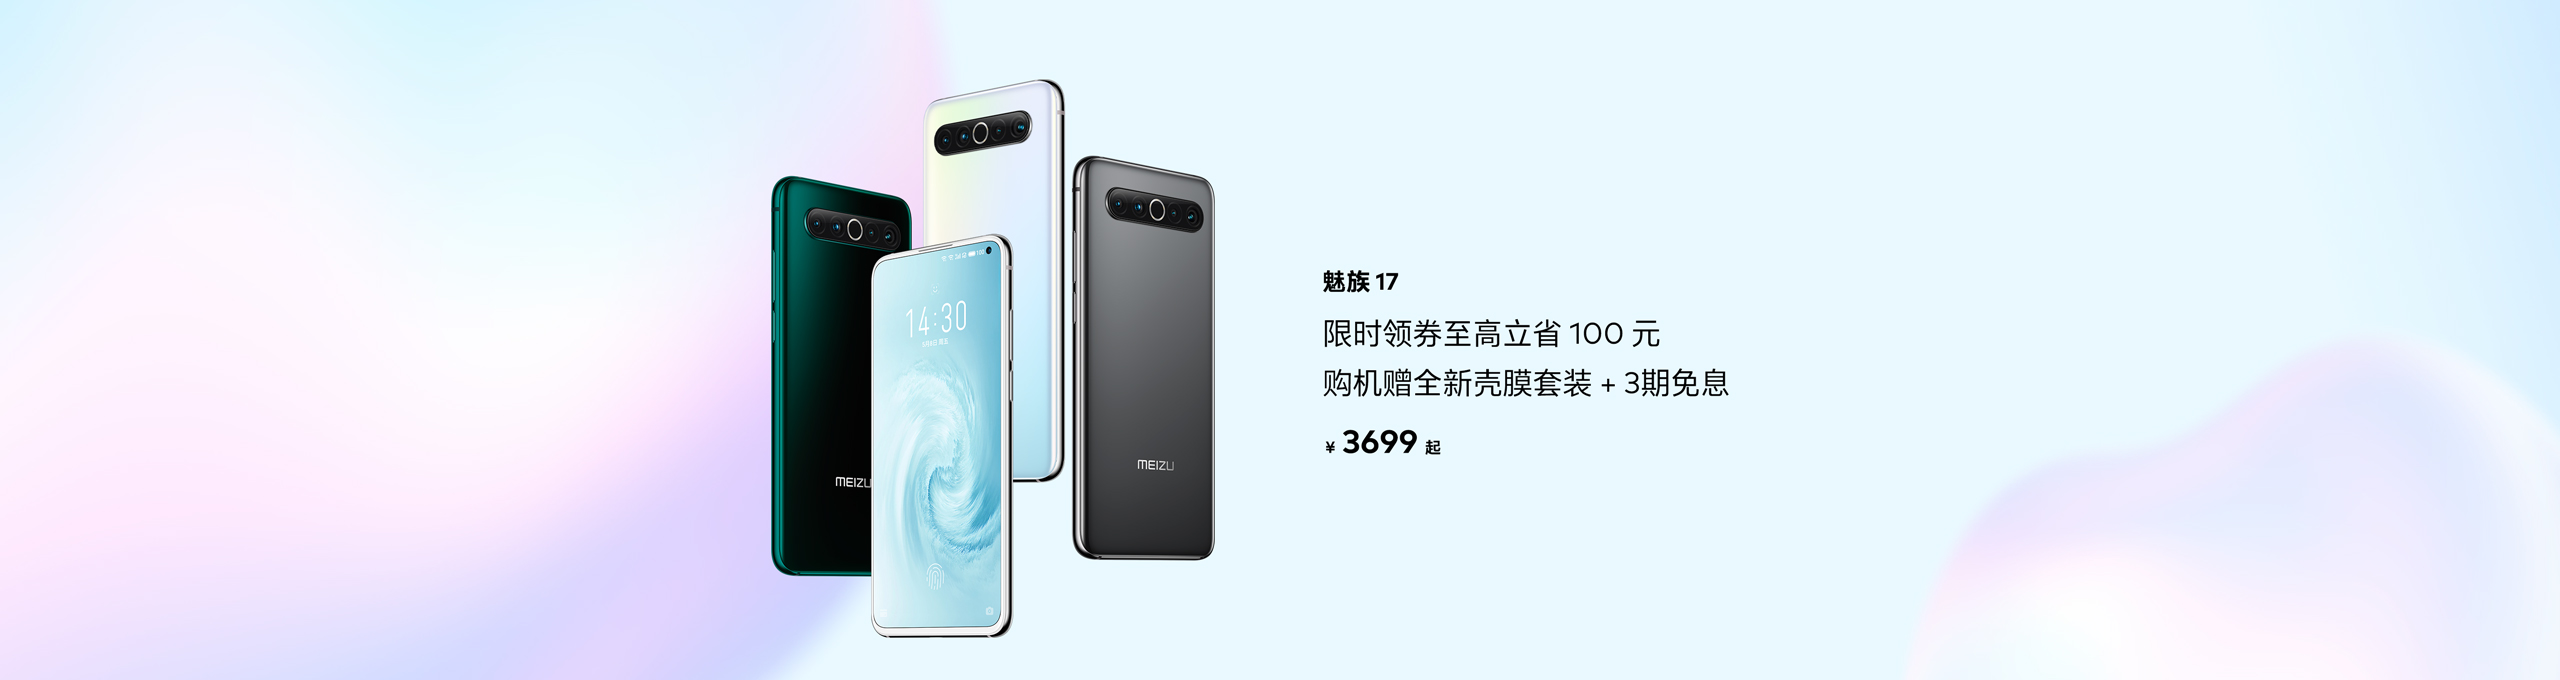 魅族 17
限时领券至高立省 100 元
购机赠全新壳膜套装 + 3期免息
¥ 3699 起
14:30
MEIZU
MEIZU